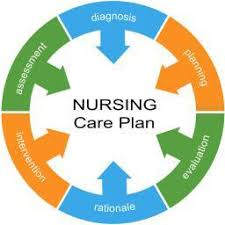 diagnosis
planning
evaluation
rationale
intervention
assessment
NURSING
Care Plan